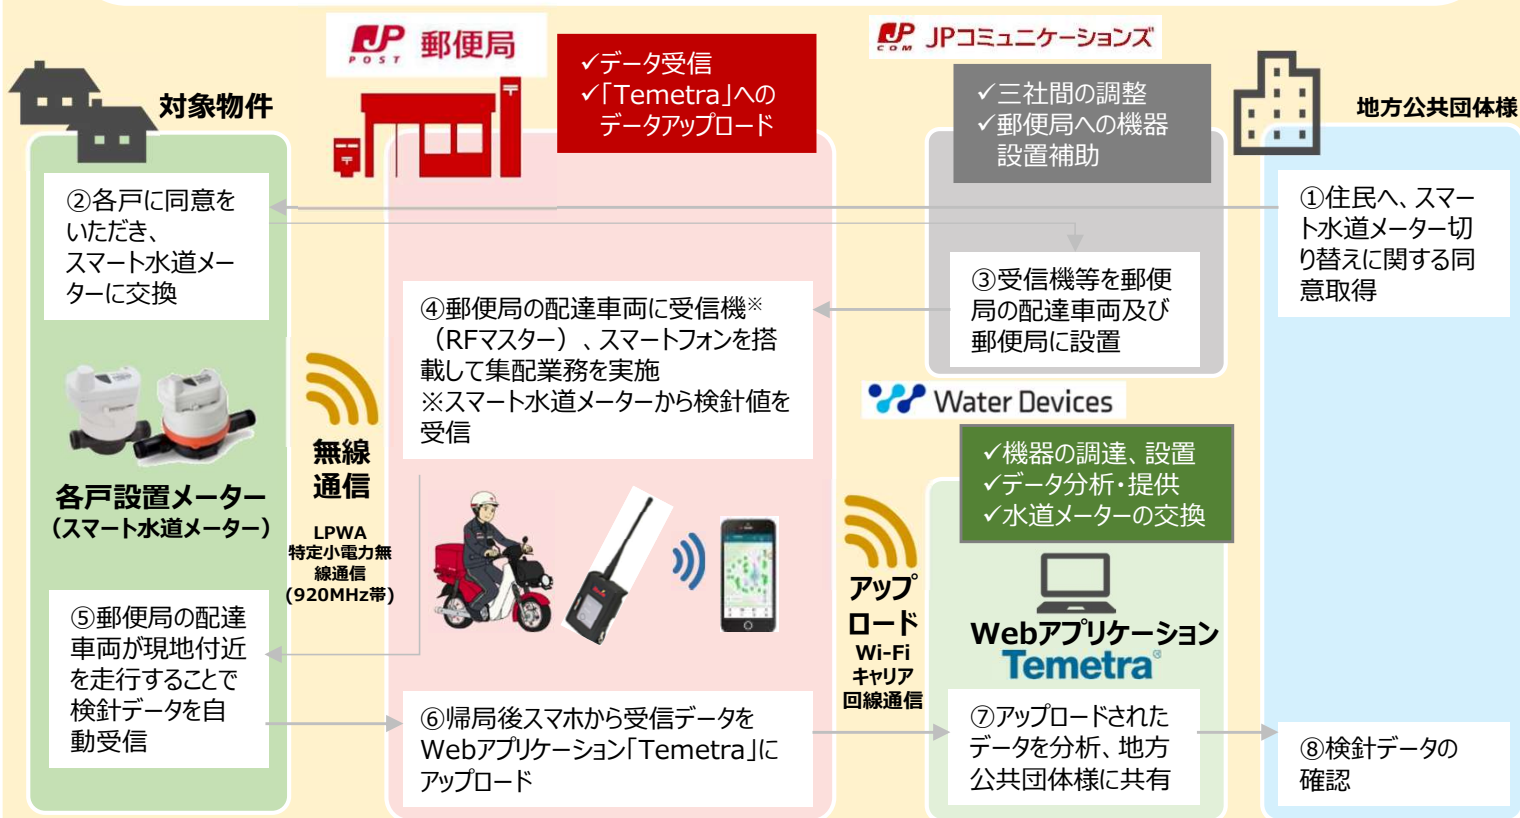 JP
POST
郵便局
✓データ受信
✓「Temetra」への
データアップロード
JP
COM
JPコミュニケーションズ
✓三社間の調整
✓郵便局への機器
設置補助
対象物件
地方公共団体様
②各戸に同意を
いただき、
スマート水道メー
ターに交換
①住民へ、スマー
ト水道メーター切
り替えに関する同
意取得
③受信機等を郵便
局の配達車両及び
郵便局に設置
④郵便局の配達車両に受信機※
（RFマスター）、スマートフォンを搭
載して集配業務を実施
※スマート水道メーターから検針値を
受信
Water Devices
✓機器の調達、設置
✓データ分析・提供
✓水道メーターの交換
各戸設置メーター
（スマート水道メーター）
無線
通信
LPWA
特定小電力無
線通信
(920MHz帯)
アップ
ロード
Wi-Fi
キャリア
回線通信
Webアプリケーション
Temetra®
⑤郵便局の配達
車両が現地付近
を走行することで
検針データを自
動受信
⑥帰局後スマホから受信データを
Webアプリケーション「Temetra」に
アップロード
⑦アップロードされた
データを分析、地方
公共団体様に共有
⑧検針データの
確認